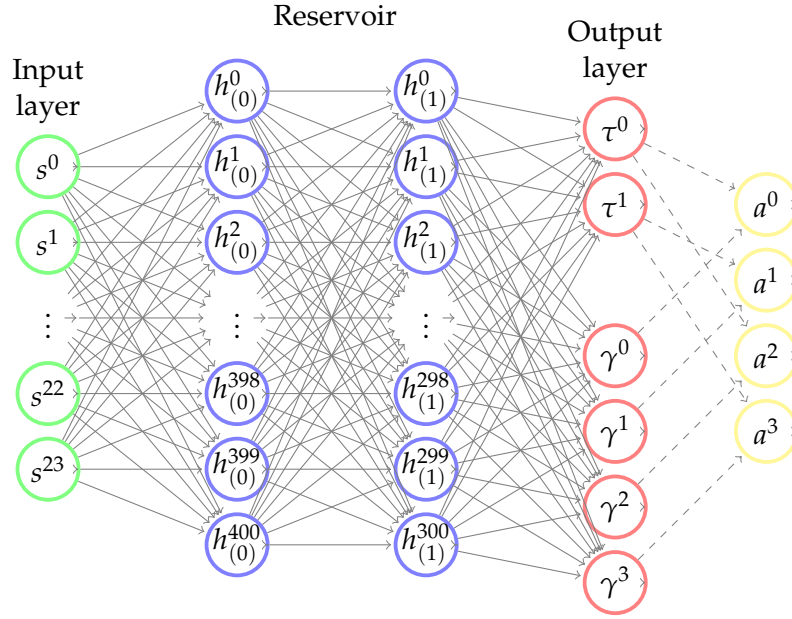 Reservoir
Input
layer
Output
layer
s^0
s^1
⋮
s^22
s^23
h^0_(0)
h^1_(0)
h^2_(0)
⋮
h^398_(0)
h^399_(0)
h^400_(0)
h^0_(1)
h^1_(1)
h^2_(1)
⋮
h^298_(1)
h^299_(1)
h^300_(1)
τ^0
τ^1
γ^0
γ^1
γ^2
γ^3
a^0
a^1
a^2
a^3